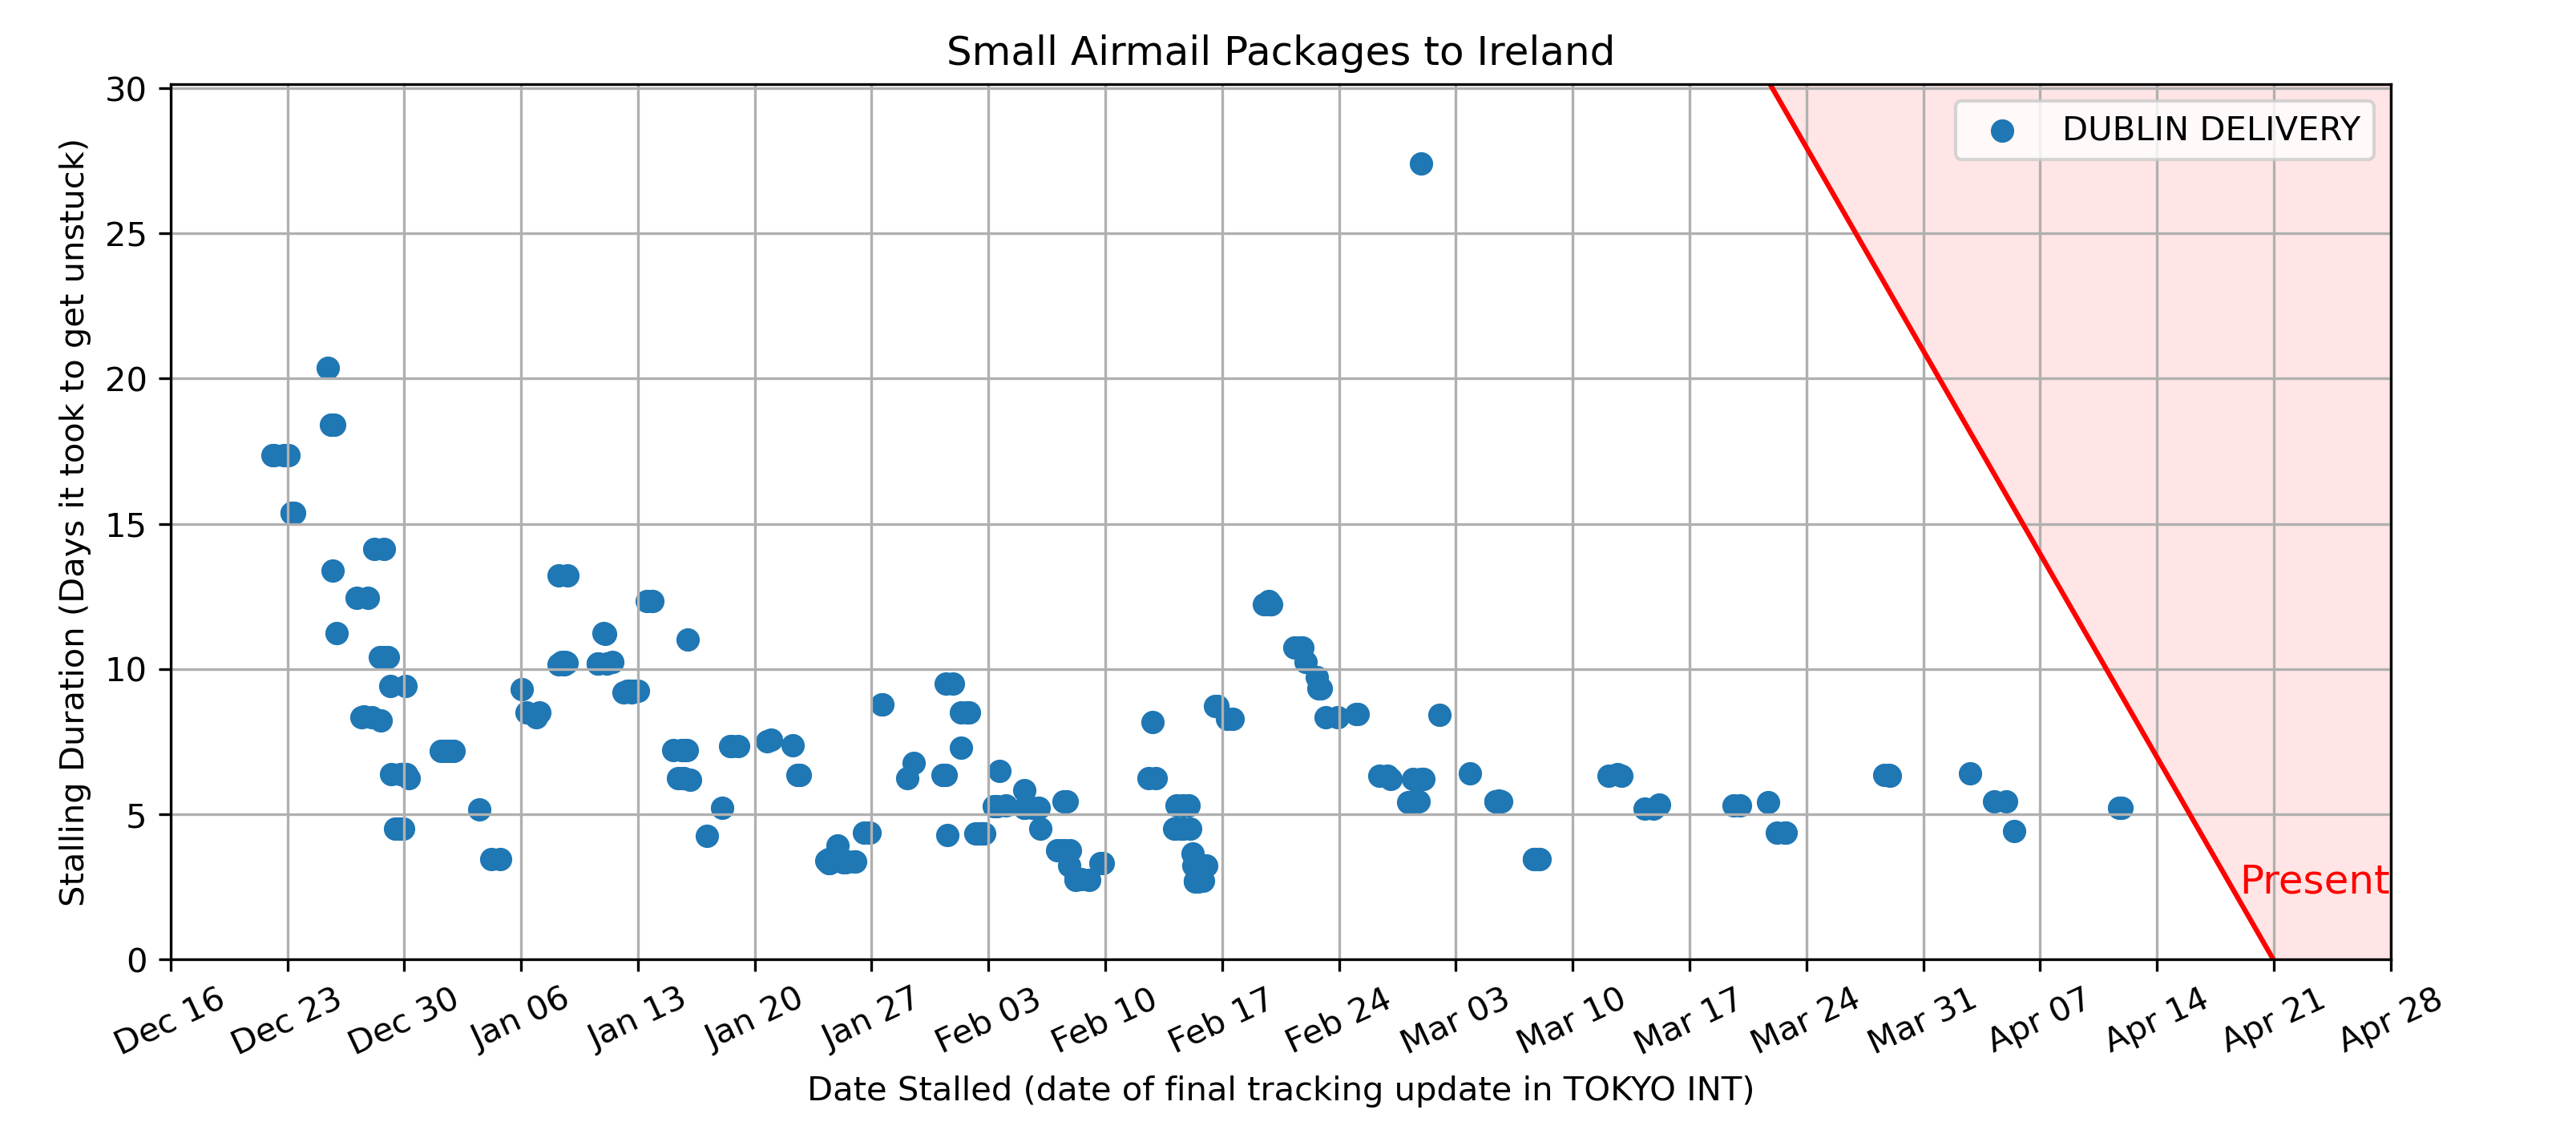 Small Airmail Packages to Ireland
DUBLIN DELIVERY
Stalling Duration (Days it took to get unstuck)
30
25
20
15
10
5
0
Present
Dec 16
Dec 23
Dec 30
Jan 06
Jan 13
Jan 20
Jan 27
Feb 03
Feb 10
Feb 17
Feb 24
Mar 03
Mar 10
Mar 17
Mar 24
Mar 31
Apr 07
Apr 14
Apr 21
Apr 28
Date Stalled (date of final tracking update in TOKYO INT)